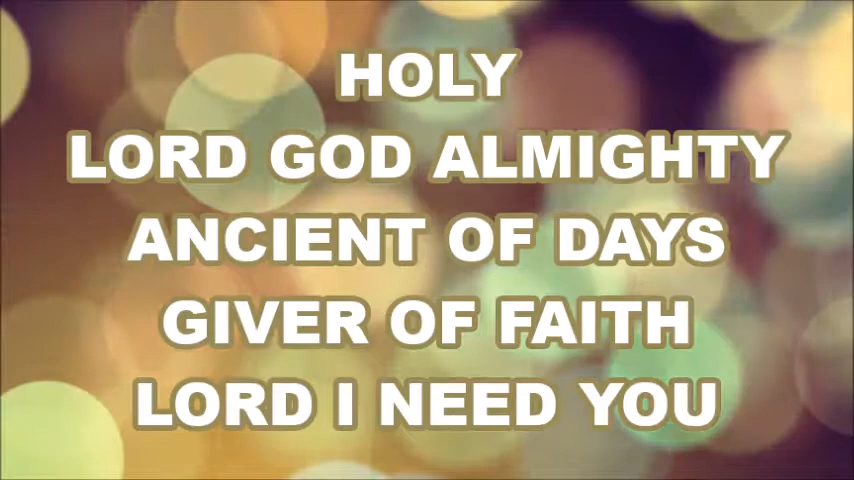 HOLY
LORD GOD ALMIGHTY
ANCIENT OF DAYS
GIVER OF FAITH
LORD I NEED YOU